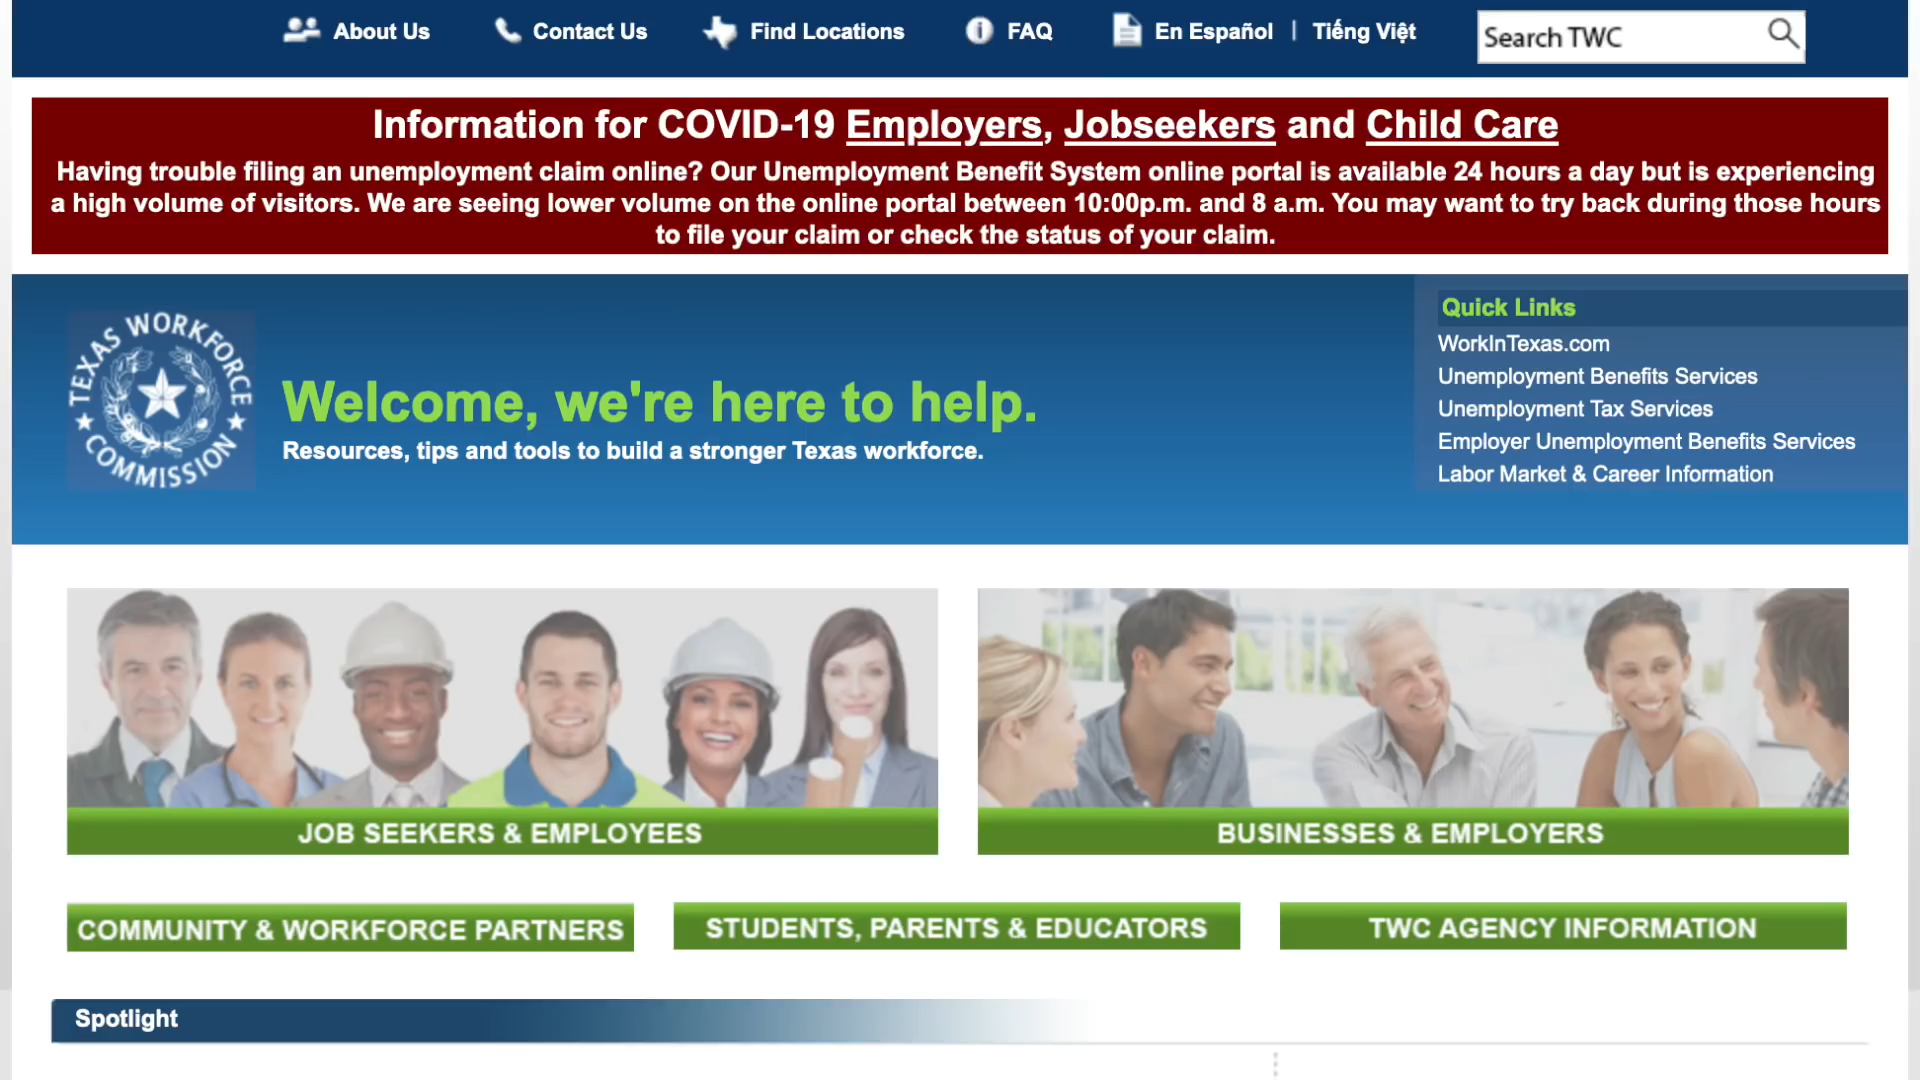 About Us
Contact Us
Find Locations
FAQ
En Español | Tiếng Việt
Search TWC
Information for COVID-19 Employers, Jobseekers and Child Care
Having trouble filing an unemployment claim online? Our Unemployment Benefit System online portal is available 24 hours a day but is experiencing
a high volume of visitors. We are seeing lower volume on the online portal between 10:00p.m. and 8 a.m. You may want to try back during those hours
to file your claim or check the status of your claim.
TEXAS WORKFORCE
COMMISSION
Welcome, we're here to help.
Resources, tips and tools to build a stronger Texas workforce.
Quick Links
WorkInTexas.com
Unemployment Benefits Services
Unemployment Tax Services
Employer Unemployment Benefits Services
Labor Market & Career Information
JOB SEEKERS & EMPLOYEES
BUSINESSES & EMPLOYERS
COMMUNITY & WORKFORCE PARTNERS
STUDENTS, PARENTS & EDUCATORS
TWC AGENCY INFORMATION
Spotlight